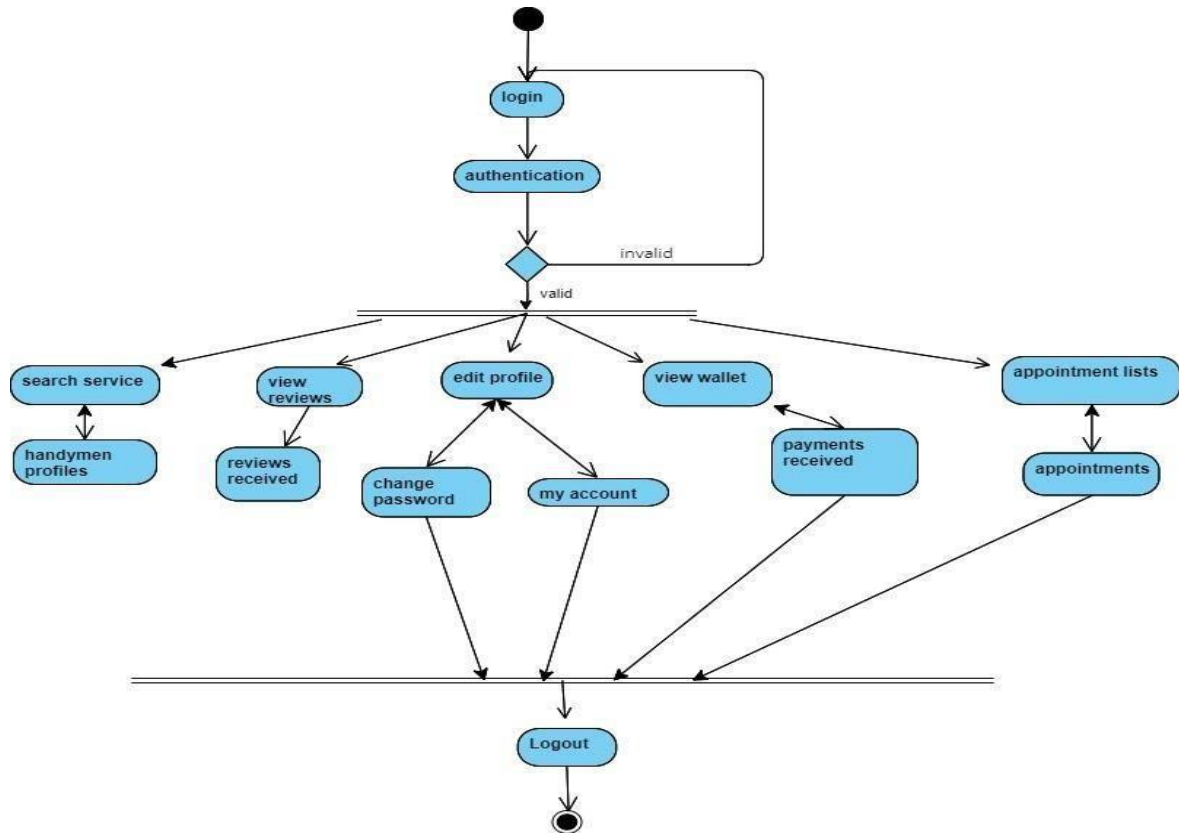 login
authentication
invalid
valid
search service
view
reviews
edit profile
view wallet
appointment lists
handymen
profiles
reviews
received
change
password
my account
payments
received
appointments
Logout